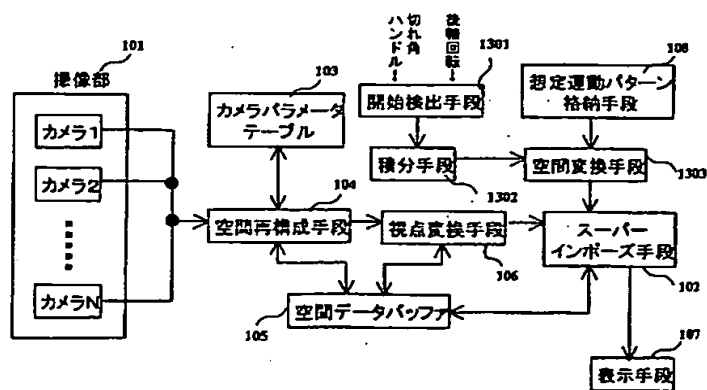 101
撮像部
カメラ1
カメラ2
カメラN
103
カメラパラメータ
テーブル
ハンドル
切れ角
後輪回転
1301
開始検出手段
108
想定運動パターン
格納手段
積分手段
1302
空間変換手段
1303
104
空間再構成手段
視点変換手段
106
スーパー
インポーズ手段
102
空間データバッファ
105
107
表示手段